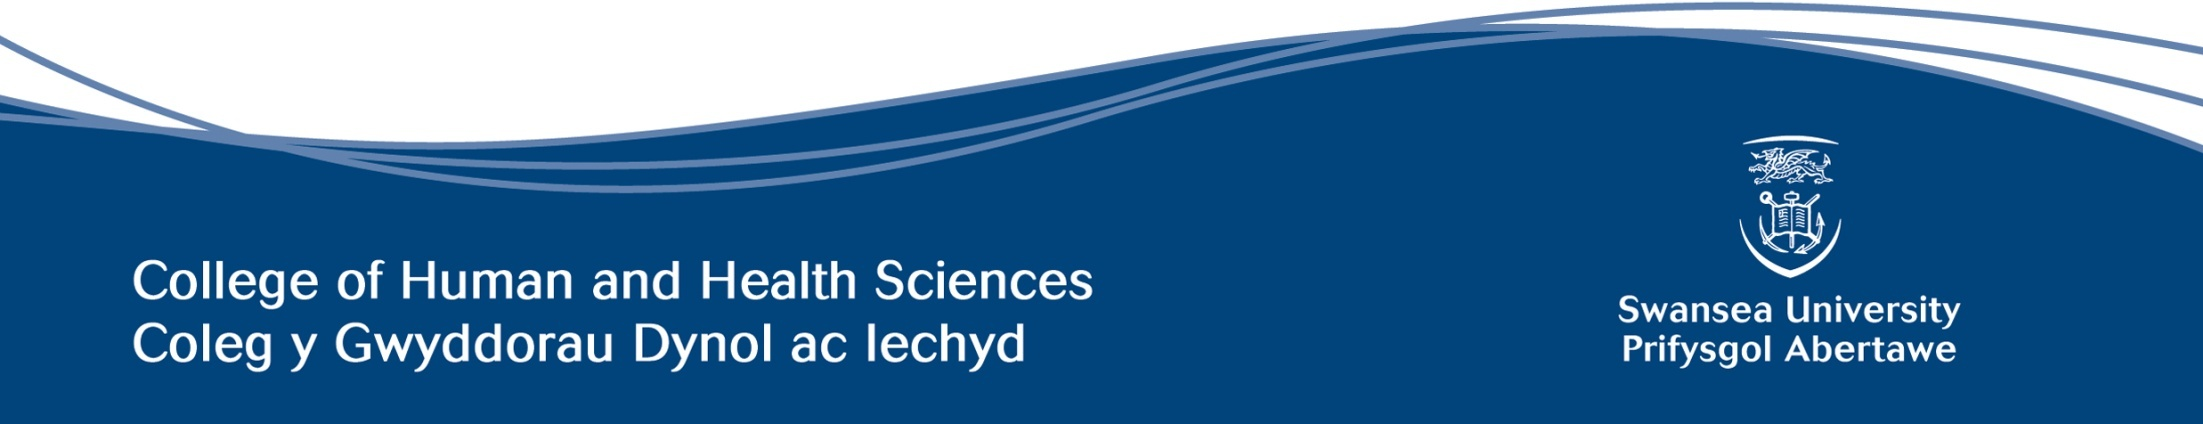 College of Human and Health Sciences
Coleg y Gwyddorau Dynol ac Iechyd
Swansea University
Prifysgol Abertawe